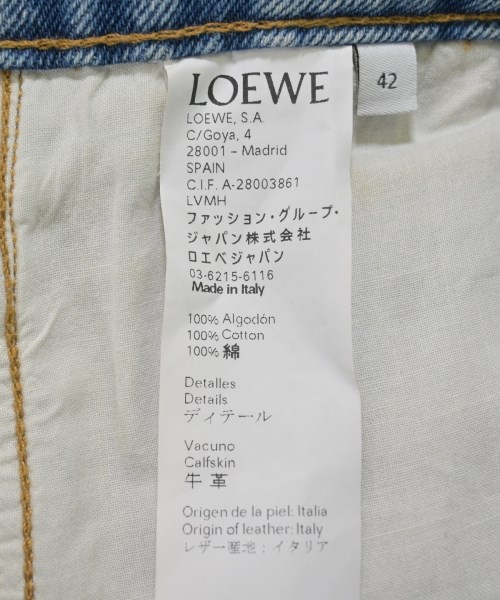 LOEWE
42
LOEWE, S.A.
C/Goya, 4
28001 – Madrid
SPAIN
C.I.F. A-28003861
LVMH
ファッション・グループ・
ジャパン株式会社
ロエベジャパン
03-6215-6116
Made in Italy
100% Algodón
100% Cotton
100% 綿
Detalles
Details
ディテール
Vacuno
Calfskin
牛革
Origen de la piel: Italia
Origin of leather: Italy
レザー産地：イタリア